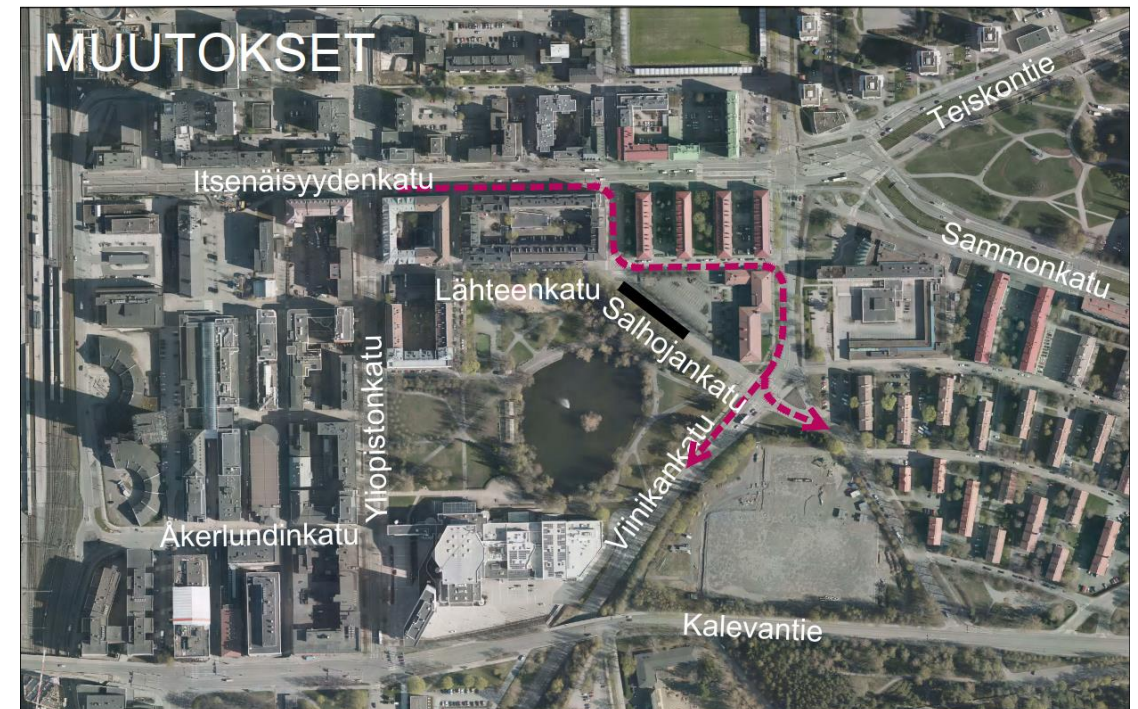 MUUTOKSET
Teiskontie
Itsenäisyydenkatu
Sammonkatu
Lähteenkatu
Salhojankatu
Yliopistonkatu
Viinikankatu
Åkerlundinkatu
Kalevantie